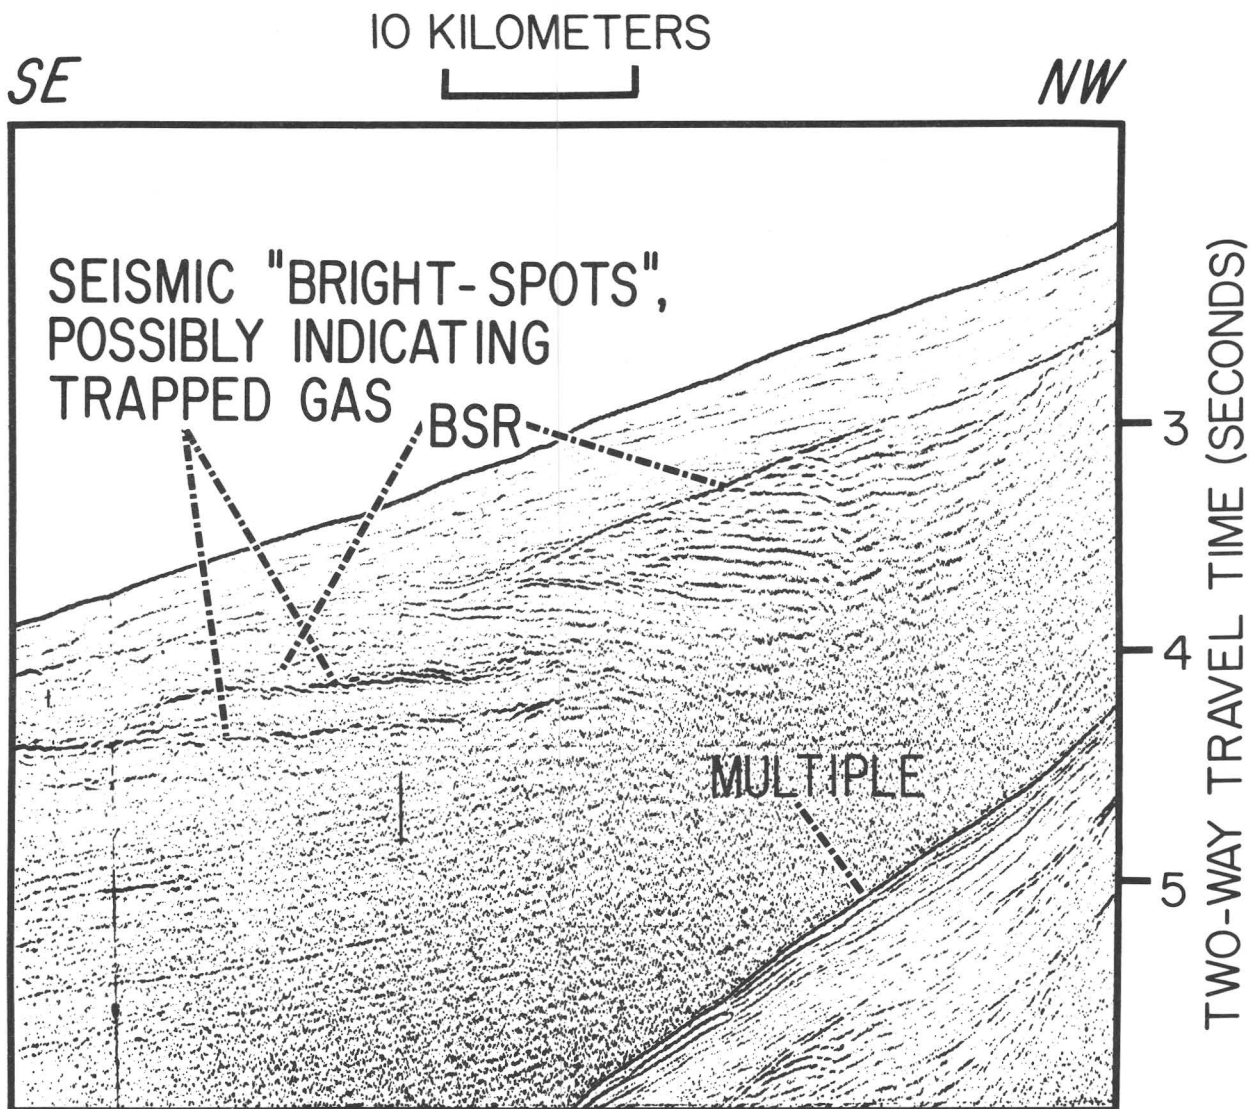 10 KILOMETERS
SE
NW
SEISMIC "BRIGHT-SPOTS",
POSSIBLY INDICATING
TRAPPED GAS
BSR
3
4
MULTIPLE
5
TWO-WAY TRAVEL TIME (SECONDS)